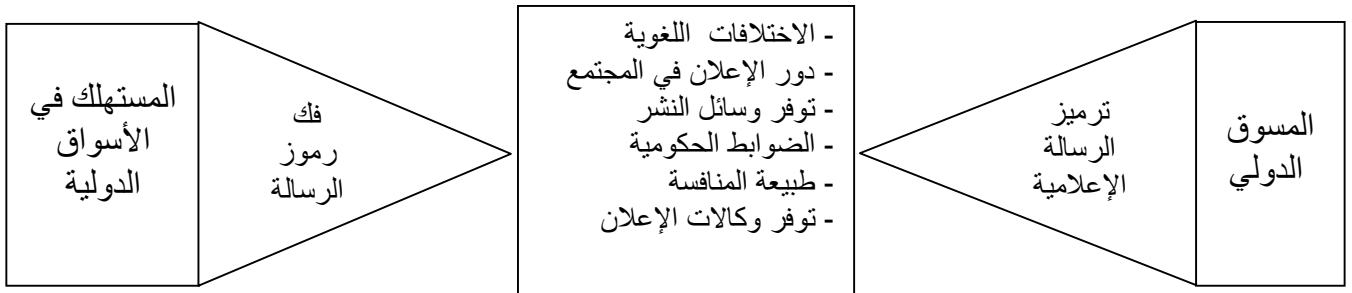 المسوق
الدولي
ترميز
الرسالة
الإعلامية
- الاختلافات اللغوية
- دور الإعلان في المجتمع
- توفر وسائل النشر
- الضوابط الحكومية
- طبيعة المنافسة
- توفر وكالات الإعلان
فك
رموز
الرسالة
المستهلك في
الأسواق
الدولية